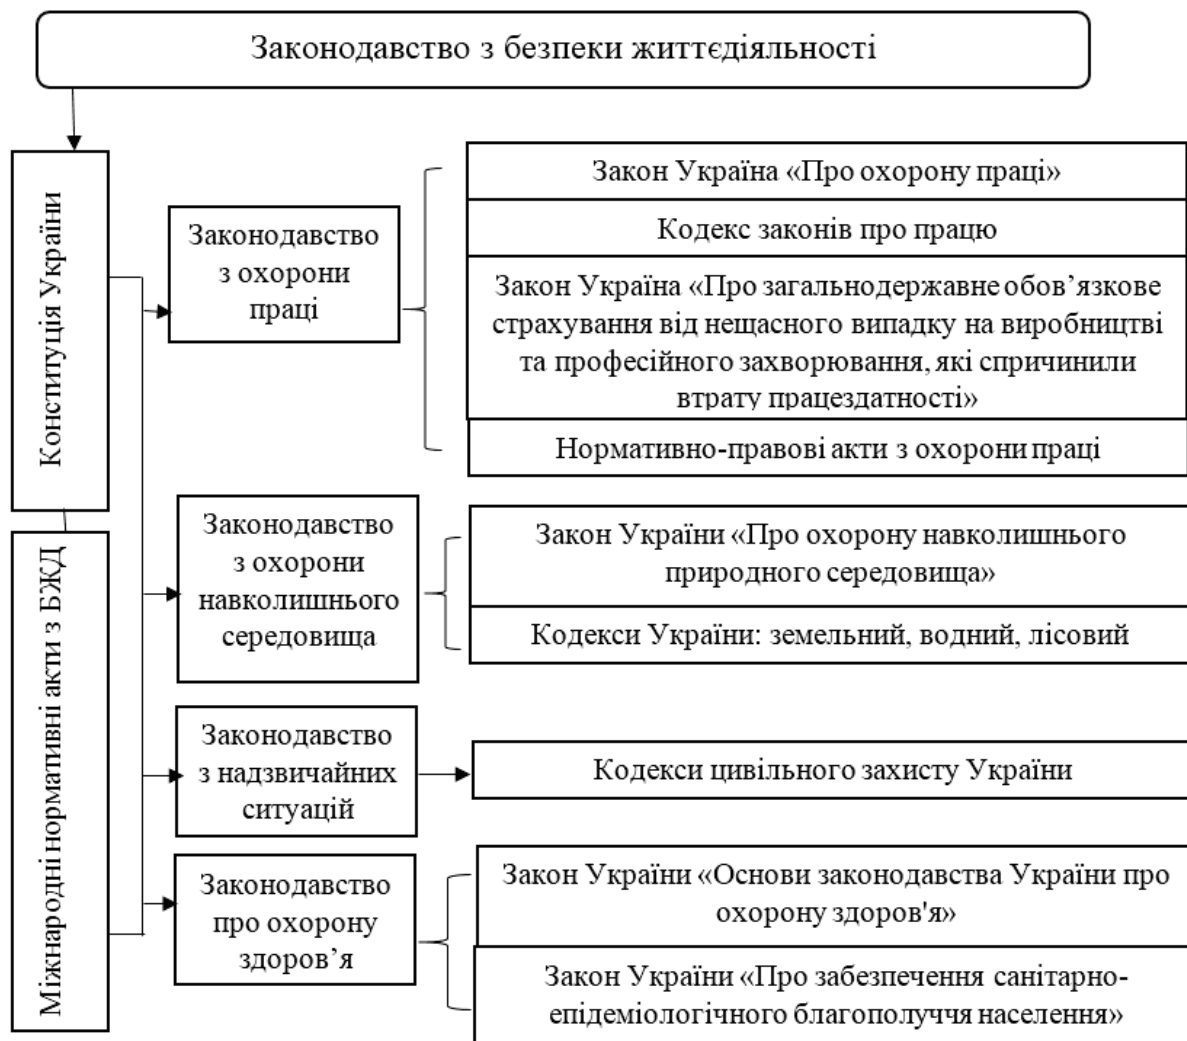 Законодавство з безпеки життєдіяльності
Конституція України
Міжнародні нормативні акти з БЖД
Законодавство
з охорони
праці
Закон Україна «Про охорону праці»
Кодекс законів про працю
Закон Україна «Про загальнодержавне обов’язкове
страхування від нещасного випадку на виробництві
та професійного захворювання, які спричинили
втрату працездатності»
Нормативно-правові акти з охорони праці
Законодавство
з охорони
навколишнього
середовища
Закон України «Про охорону навколишнього
природного середовища»
Кодекси України: земельний, водний, лісовий
Законодавство
з надзвичайних
ситуацій
Кодекси цивільного захисту України
Законодавство
про охорону
здоров’я
Закон України «Основи законодавства України про
охорону здоров'я»
Закон України «Про забезпечення санітарно-
епідеміологічного благополуччя населення»